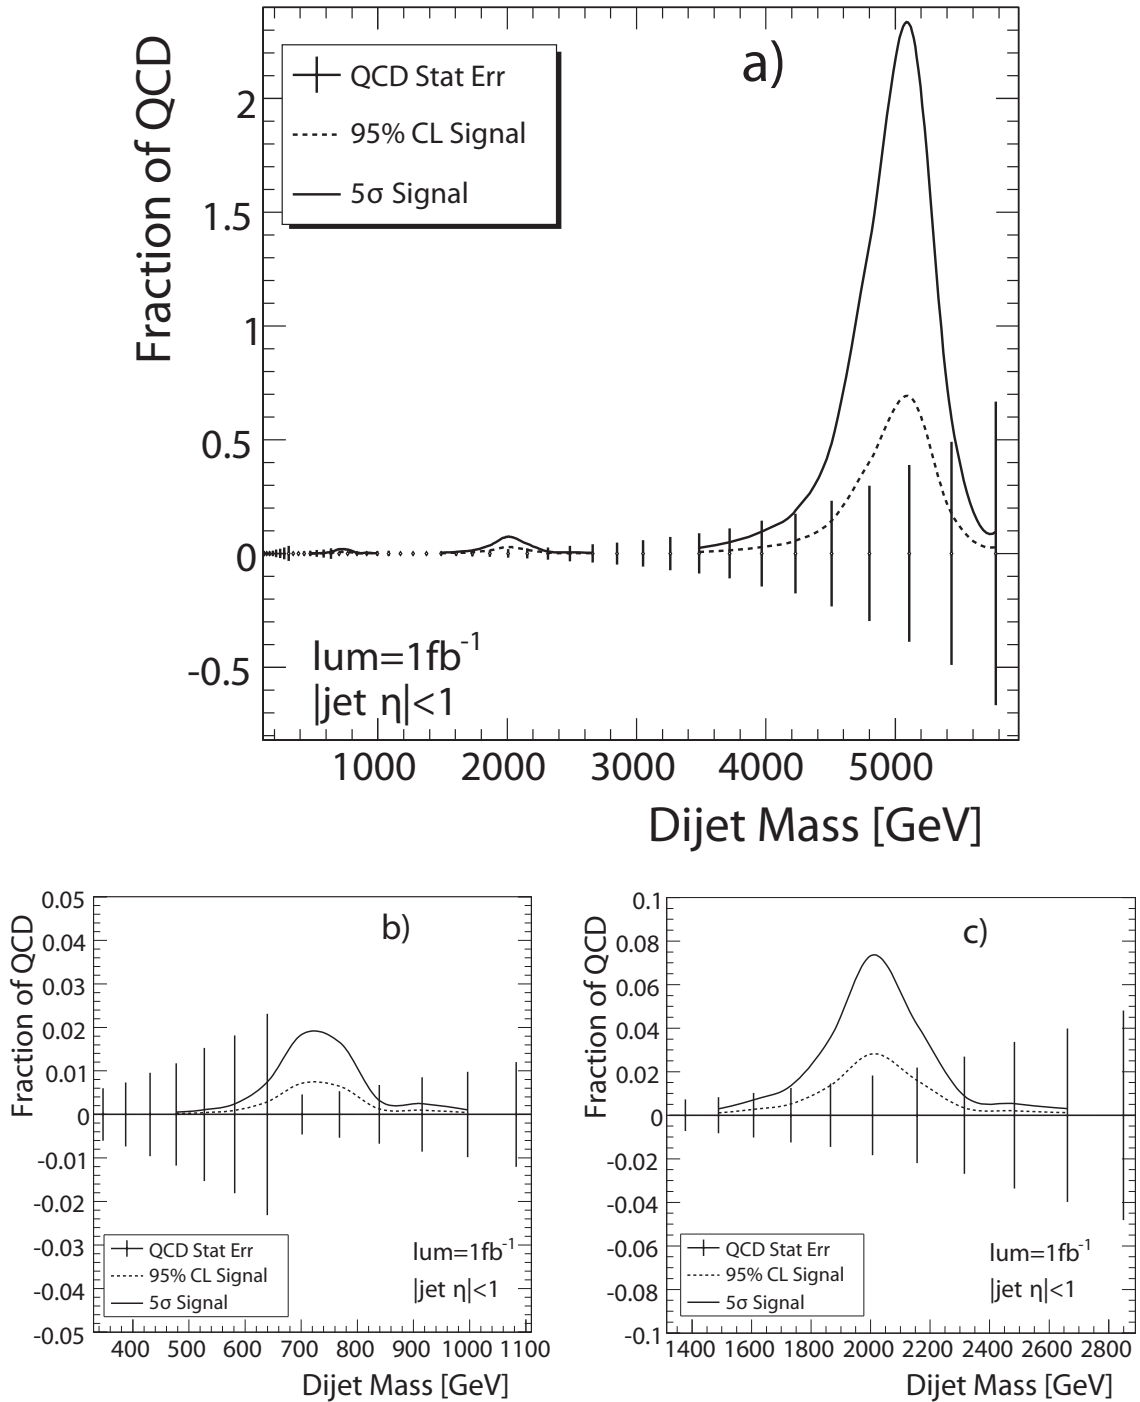 a)
QCD Stat Err
95% CL Signal
5σ Signal
Fraction of QCD
2
1.5
1
0.5
0
-0.5
lum=1fb⁻¹
|jet η|<1
1000 2000 3000 4000 5000
Dijet Mass [GeV]
b)
Fraction of QCD
0.05
0.04
0.03
0.02
0.01
0
-0.01
-0.02
-0.03
-0.04
-0.05
QCD Stat Err
95% CL Signal
5σ Signal
lum=1fb⁻¹
|jet η|<1
400 500 600 700 800 900 1000 1100
Dijet Mass [GeV]
c)
Fraction of QCD
0.1
0.08
0.06
0.04
0.02
0
-0.02
-0.04
-0.06
-0.08
-0.1
QCD Stat Err
95% CL Signal
5σ Signal
lum=1fb⁻¹
|jet η|<1
1400 1600 1800 2000 2200 2400 2600 2800
Dijet Mass [GeV]